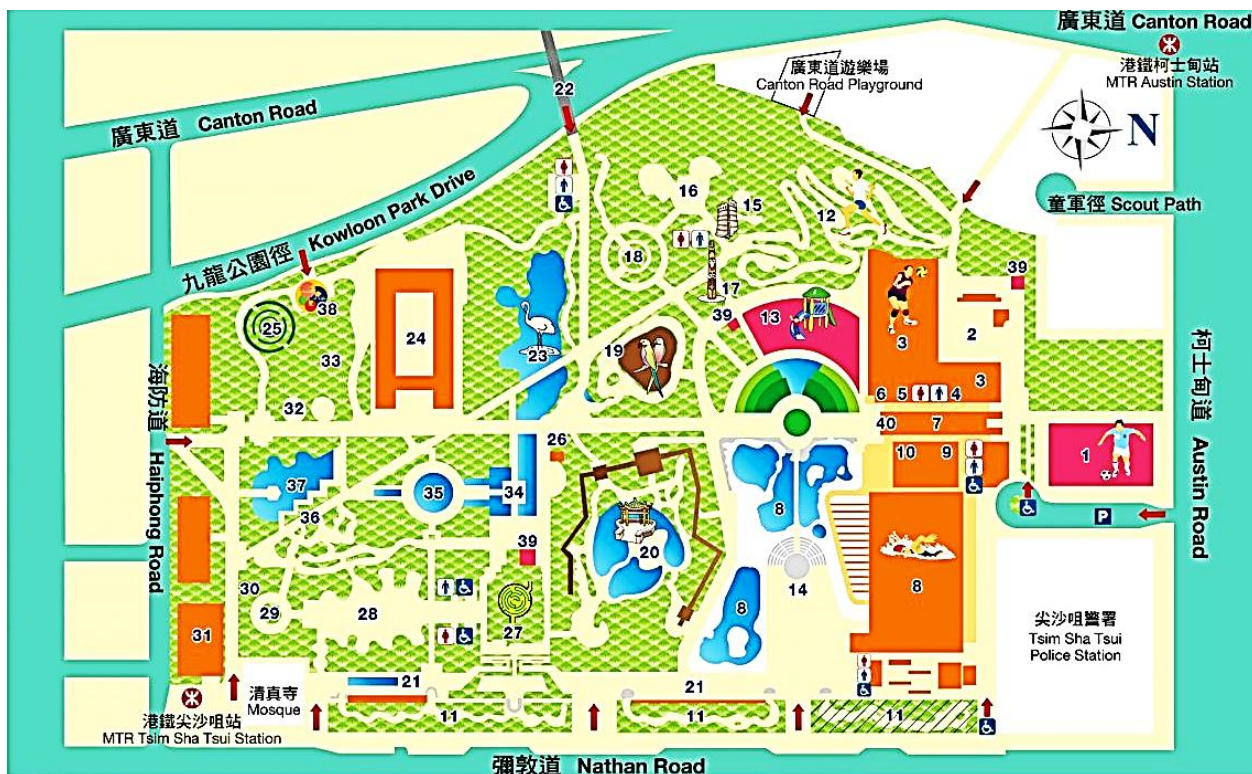 廣東道 Canton Road
港鐵柯士甸站
MTR Austin Station
廣東道遊樂場
Canton Road Playground
N
廣東道 Canton Road
22
九龍公園徑 Kowloon Park Drive
童軍徑 Scout Path
16
15
12
18
17
39
39
38
25
33
24
23
19
13
3
2
3
6 5 4
32
海防道 Haiphong Road
26
40
7
10
9
1
柯士甸道 Austin Road
37
35
34
36
8
P
39
20
30
29
28
27
8
14
8
31
尖沙咀警署
Tsim Sha Tsui
Police Station
清真寺
Mosque
21
21
港鐵尖沙咀站
MTR Tsim Sha Tsui Station
11
11
11
彌敦道 Nathan Road